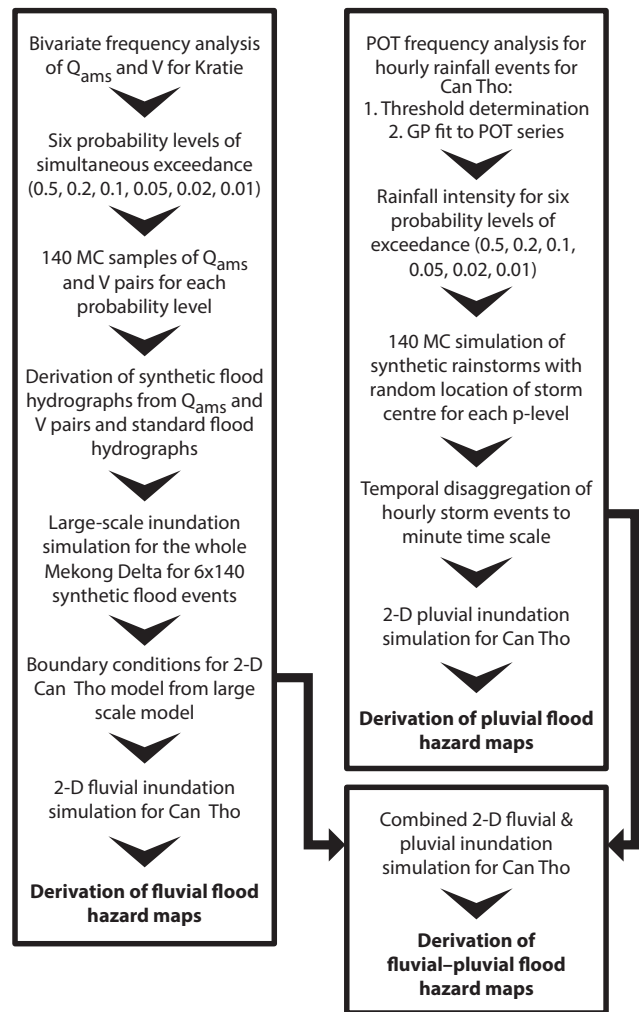 Bivariate frequency analysis
of Qams and V for Kratie
Six probability levels of
simultaneous exceedance
(0.5, 0.2, 0.1, 0.05, 0.02, 0.01)
140 MC samples of Qams
and V pairs for each
probability level
Derivation of synthetic flood
hydrographs from Qams and
V pairs and standard flood
hydrographs
Large-scale inundation
simulation for the whole
Mekong Delta for 6x140
synthetic flood events
Boundary conditions for 2-D
Can Tho model from large
scale model
2-D fluvial inundation
simulation for Can Tho
Derivation of fluvial flood
hazard maps
POT frequency analysis for
hourly rainfall events for
Can Tho:
1. Threshold determination
2. GP fit to POT series
Rainfall intensity for six
probability levels of
exceedance (0.5, 0.2, 0.1,
0.05, 0.02, 0.01)
140 MC simulation of
synthetic rainstorms with
random location of storm
centre for each p-level
Temporal disaggregation of
hourly storm events to
minute time scale
2-D pluvial inundation
simulation for Can Tho
Derivation of pluvial flood
hazard maps
Combined 2-D fluvial &
pluvial inundation
simulation for Can Tho
Derivation of
fluvial–pluvial flood
hazard maps